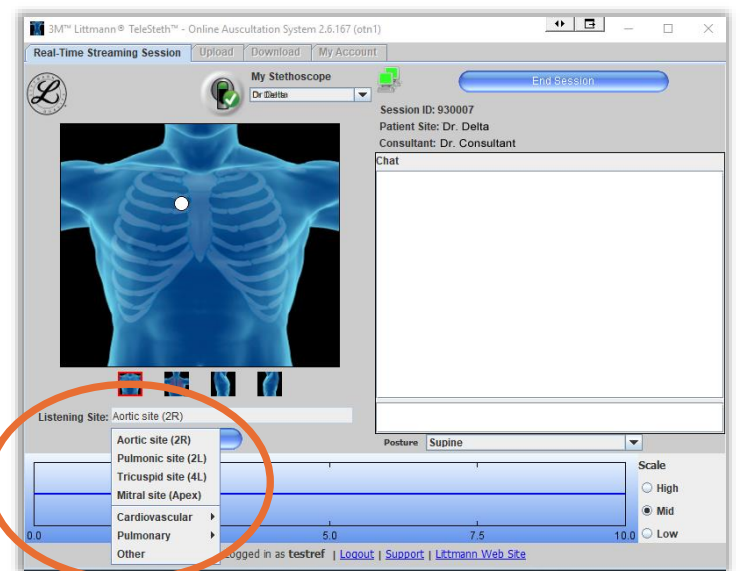 3M™ Littmann® TeleSteth™ - Online Auscultation System 2.6.167 (otn1)
Real-Time Streaming Session Upload Download My Account
My Stethoscope
End Session
Session ID: 930007
Patient Site: Dr. Delta
Consultant: Dr. Consultant
Chat
Listening Site: Aortic site (2R)
Aortic site (2R)
Pulmonic site (2L)
Tricuspid site (4L)
Mitral site (Apex)
Cardiovascular
Pulmonary
Other
Posture Supine
Scale
High
Mid
Low
0.0 5.0 7.5 10.0
Logged in as testref | Logout | Support | Littmann Web Site